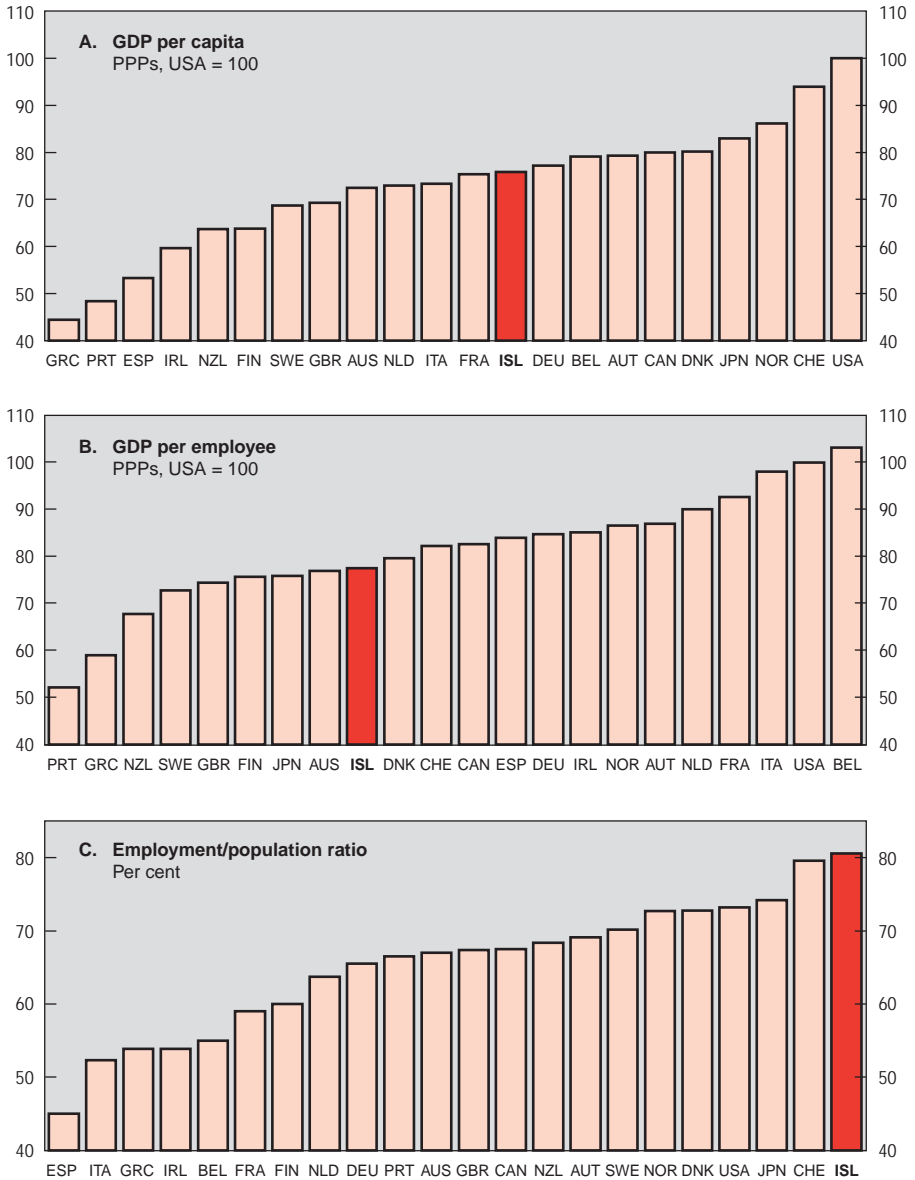 110 110
A. GDP per capita
PPPs, USA = 100
100 100
90 90
80 80
70 70
60 60
50 50
40 40
GRC PRT ESP IRL NZL FIN SWE GBR AUS NLD ITA FRA ISL DEU BEL AUT CAN DNK JPN NOR CHE USA
110 110
B. GDP per employee
PPPs, USA = 100
100 100
90 90
80 80
70 70
60 60
50 50
40 40
PRT GRC NZL SWE GBR FIN JPN AUS ISL DNK CHE CAN ESP DEU IRL NOR AUT NLD FRA ITA USA BEL
C. Employment/population ratio
80 80
Per cent
70 70
60 60
50 50
40 40
ESP ITA GRC IRL BEL FRA FIN NLD DEU PRT AUS GBR CAN NZL AUT SWE NOR DNK USA JPN CHE ISL